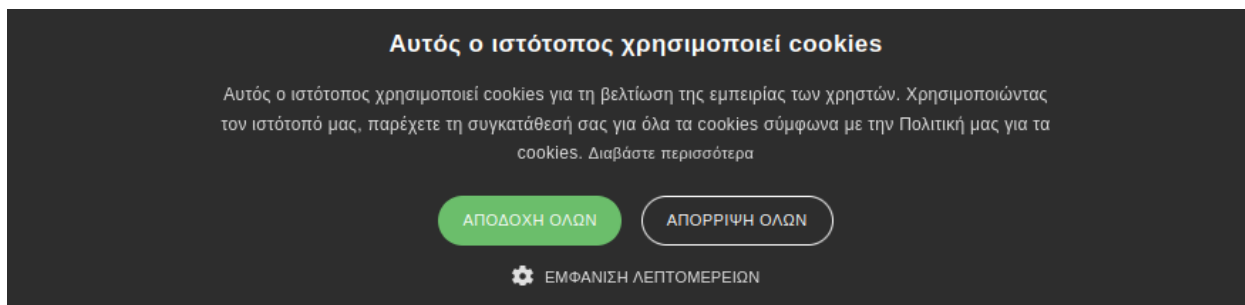 Αυτός ο ιστότοπος χρησιμοποιεί cookies
Αυτός ο ιστότοπος χρησιμοποιεί cookies για τη βελτίωση της εμπειρίας των χρηστών. Χρησιμοποιώντας
τον ιστότοπό μας, παρέχετε τη συγκατάθεσή σας για όλα τα cookies σύμφωνα με την Πολιτική μας για τα
cookies. Διαβάστε περισσότερα
ΑΠΟΔΟΧΗ ΟΛΩΝ
ΑΠΟΡΡΙΨΗ ΟΛΩΝ
ΕΜΦΑΝΙΣΗ ΛΕΠΤΟΜΕΡΕΙΩΝ